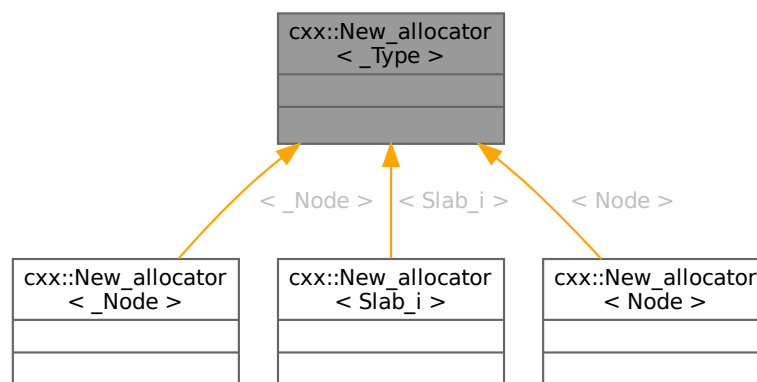 cxx::New_allocator
< _Type >
< _Node >
< Slab_i >
< Node >
cxx::New_allocator
< _Node >
cxx::New_allocator
< Slab_i >
cxx::New_allocator
< Node >